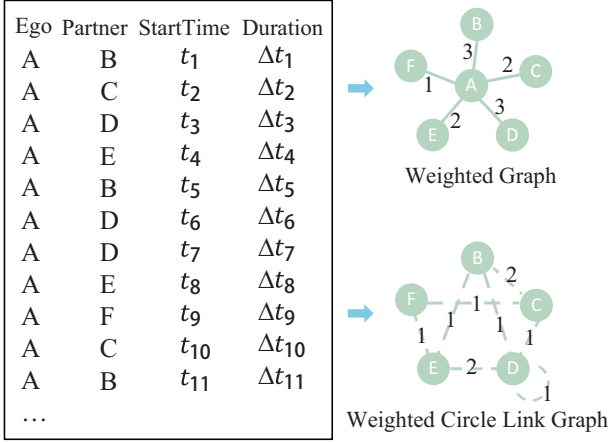 Ego Partner StartTime Duration
A B t1 Δt1
A C t2 Δt2
A D t3 Δt3
A E t4 Δt4
A B t5 Δt5
A D t6 Δt6
A D t7 Δt7
A E t8 Δt8
A F t9 Δt9
A C t10 Δt10
A B t11 Δt11
...
B
3
F 2 C
A
1
2 3
E D
Weighted Graph
B
2
F 1 C
1 1 1 1
E 2 D
1
Weighted Circle Link Graph